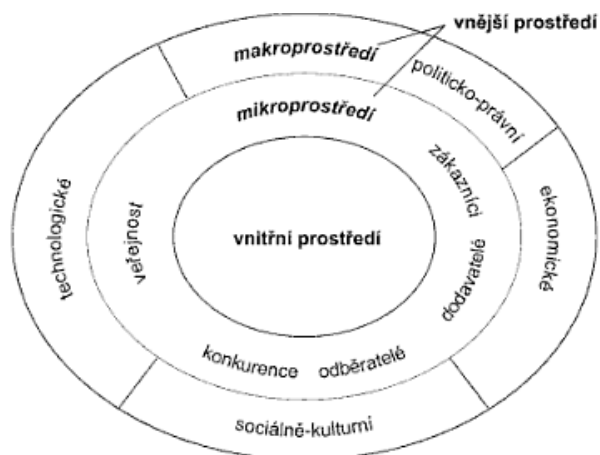 vnější prostředí
makroprostředí
politicko-právní
mikroprostředí
zákazníci
ekonomické
technologické
veřejnost
vnitřní prostředí
dodavatelé
konkurence
odběratelé
sociálně-kulturní